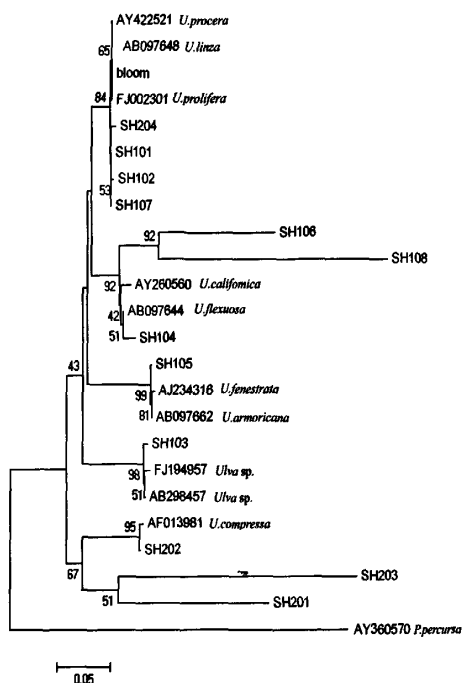 AY422521 U.procera
65 AB097648 U.linza
bloom
84 FJ002301 U.prolifera
SH204
SH101
SH102
53 SH107
92 SH106
SH108
92 AY260560 U.califomica
42 AB097644 U.flexuosa
51 SH104
43 SH105
99 AJ234316 U.fenestrata
81 AB097662 U.armoricana
SH103
98 FJ194957 Ulva sp.
51 AB298457 Ulva sp.
95 AF013981 U.compressa
SH202
67 SH203
51 SH201
AY360570 P.percursa
0.05